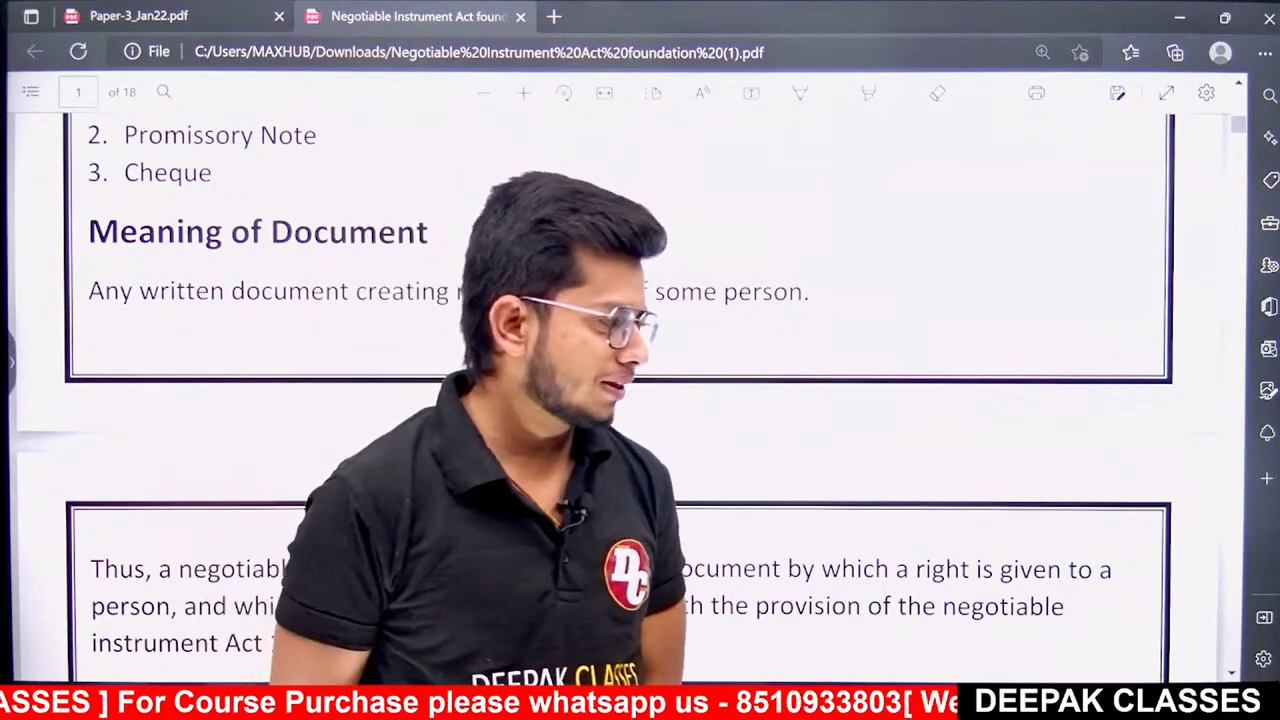 Paper-3_Jan22.pdf
Negotiable Instrument Act foun
File
C:/Users/MAXHUB/Downloads/Negotiable%20Instrument%20Act%20foundation%20(1).pdf
1 of 18
2. Promissory Note
3. Cheque
Meaning of Document
Any written document creating some person.
Thus, a ocument by which a right is given to a
person, and the provision of the negotiable
instrument Act
DC
DEEPAK CLASSES
ASSES ] For Course Purchase please whatsapp us - 8510933803[ We
DEEPAK CLASSES